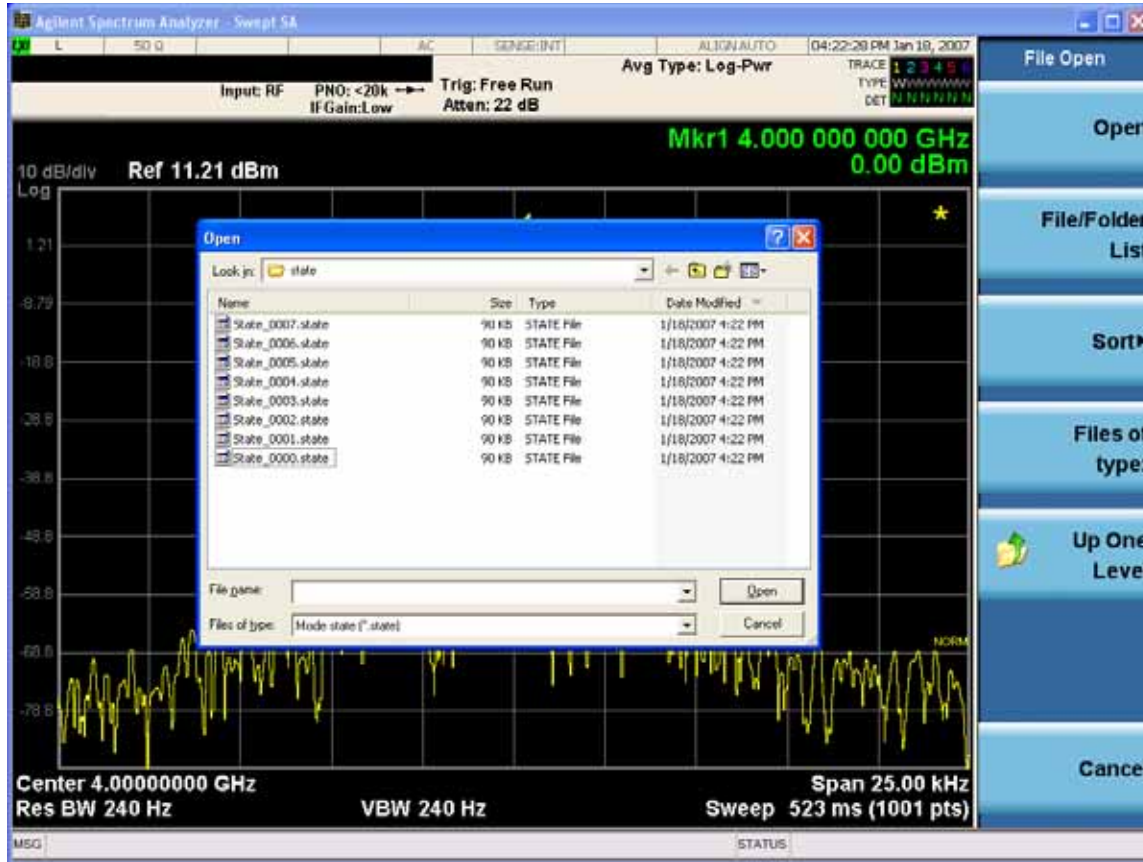 Agilent Spectrum Analyzer - Swept SA
L 50 Ω AC SENSE:INT ALIGN AUTO 04:22:28 PM Jan 18, 2007
Input: RF PNO: <20k Trig: Free Run Avg Type: Log-Pwr TRACE 1 2 3 4 5 6
IFGain:Low Atten: 22 dB TYPE WWWWWW
DET N N N N N N
Mkr1 4.000 000 000 GHz
0.00 dBm
10 dB/div Ref 11.21 dBm
Log
1.21
-8.79
-18.8
-28.8
-38.8
-48.8
-58.8
-68.8
-78.8
Open
Look in: state
Name Size Type Date Modified
State_0007.state 90 KB STATE File 1/18/2007 4:22 PM
State_0006.state 90 KB STATE File 1/18/2007 4:22 PM
State_0005.state 90 KB STATE File 1/18/2007 4:22 PM
State_0004.state 90 KB STATE File 1/18/2007 4:22 PM
State_0003.state 90 KB STATE File 1/18/2007 4:22 PM
State_0002.state 90 KB STATE File 1/18/2007 4:22 PM
State_0001.state 90 KB STATE File 1/18/2007 4:22 PM
State_0000.state 90 KB STATE File 1/18/2007 4:22 PM
File name: Open
Files of type: Mode state (*.state) Cancel
NORM
Center 4.00000000 GHz Span 25.00 kHz
Res BW 240 Hz VBW 240 Hz Sweep 523 ms (1001 pts)
MSG STATUS
File Open
Open
File/Folder
Lis
Sort
Files o
type:
Up One
Leve
Cance